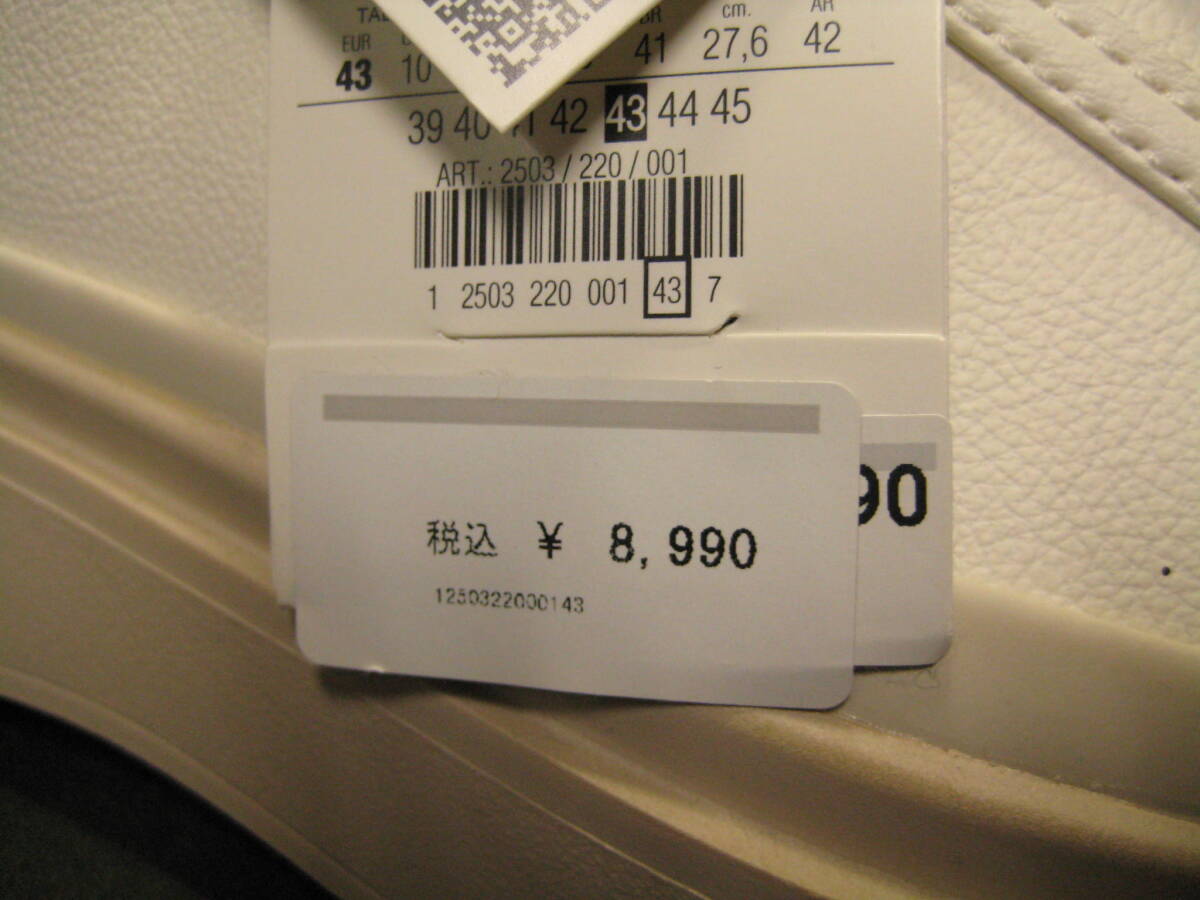 BR cm. AR
EUR
43 10 41 27,6 42
39 40 41 42 43 44 45
ART.: 2503 / 220 / 001
1 2503 220 001 43 7
90
税込 ¥ 8,990
1250322000143